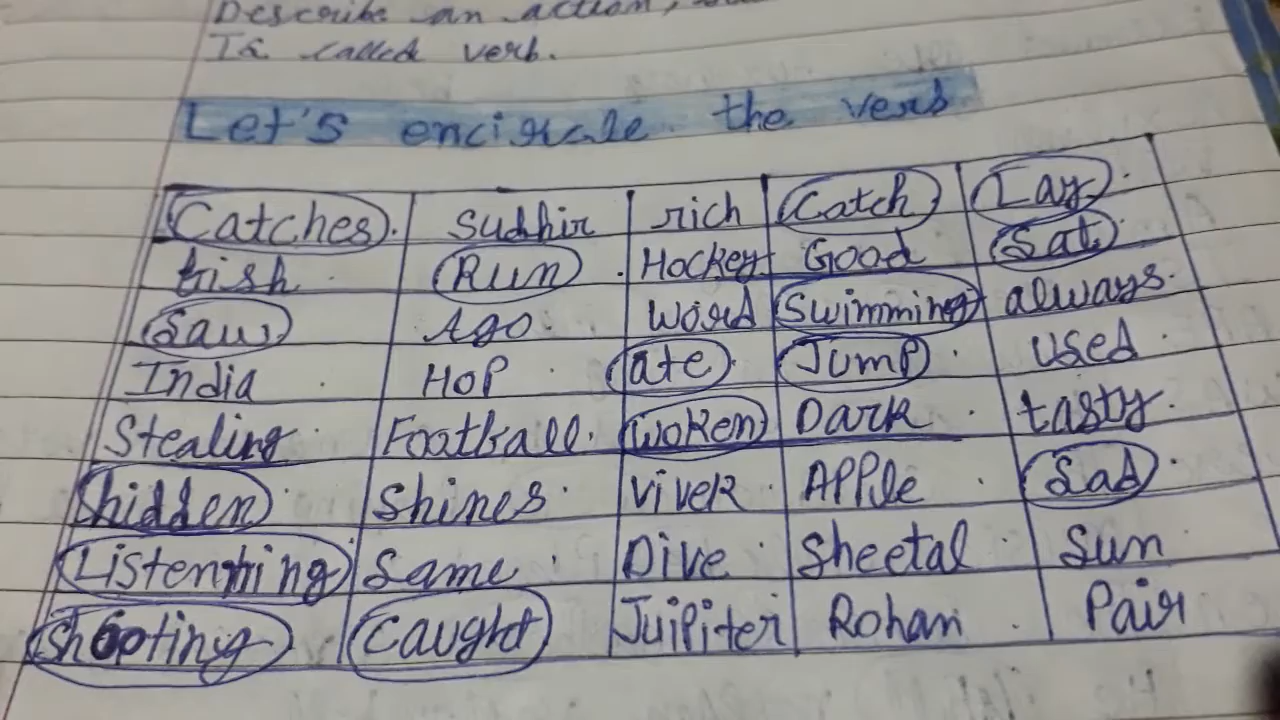 Describe an action,
Is called verb.
Let's encircle the verb
Catches. Sudhir rich Catch Lay.
fish Run. Hockey Good Sat.
Saw Ago. Word Swimming always.
India. HOP. ate. Jump. used.
Stealing. Football. Woken Dark. tasty.
hidden. Shines. Vivek. Apple. Sad.
Listenning Same. Dive. Sheetal. Sun
Shooting. Caught Juipiter Rohan. Pair